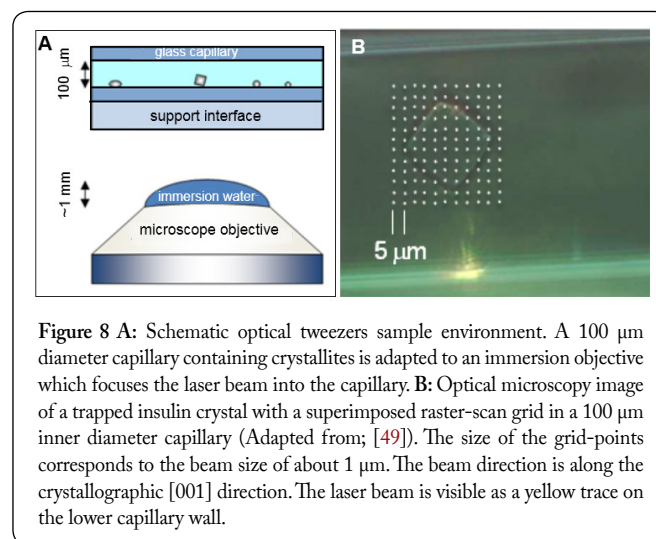 A
glass capillary
100 μm
support interface
immersion water
~1 mm
microscope objective
B
5 μm
Figure 8 A: Schematic optical tweezers sample environment. A 100 μm
diameter capillary containing crystallites is adapted to an immersion objective
which focuses the laser beam into the capillary. B: Optical microscopy image
of a trapped insulin crystal with a superimposed raster-scan grid in a 100 μm
inner diameter capillary (Adapted from; [49]). The size of the grid-points
corresponds to the beam size of about 1 μm. The beam direction is along the
crystallographic [001] direction. The laser beam is visible as a yellow trace on
the lower capillary wall.